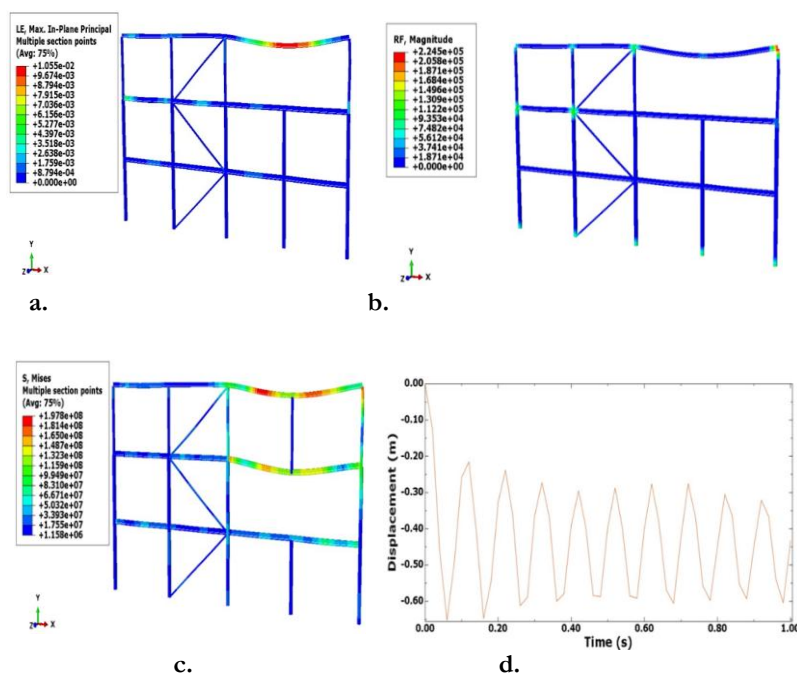 LE, Max. In-Plane Principal
Multiple section points
(Avg: 75%)
+1.055e-02
+9.674e-03
+8.794e-03
+7.915e-03
+7.036e-03
+6.156e-03
+5.277e-03
+4.397e-03
+3.518e-03
+2.638e-03
+1.759e-03
+8.794e-04
+0.000e+00
Y
Z X
a.
RF, Magnitude
+2.245e+05
+2.058e+05
+1.871e+05
+1.684e+05
+1.496e+05
+1.309e+05
+1.122e+05
+9.353e+04
+7.482e+04
+5.612e+04
+3.741e+04
+1.871e+04
+0.000e+00
Y
Z X
b.
S, Mises
Multiple section points
(Avg: 75%)
+1.978e+08
+1.814e+08
+1.650e+08
+1.487e+08
+1.323e+08
+1.159e+08
+9.949e+07
+8.310e+07
+6.671e+07
+5.032e+07
+3.393e+07
+1.755e+07
+1.158e+06
Y
Z X
c.
0.00
-0.10
-0.20
-0.30
-0.40
-0.50
-0.60
Displacement (m)
0.00 0.20 0.40 0.60 0.80 1.00
Time (s)
d.